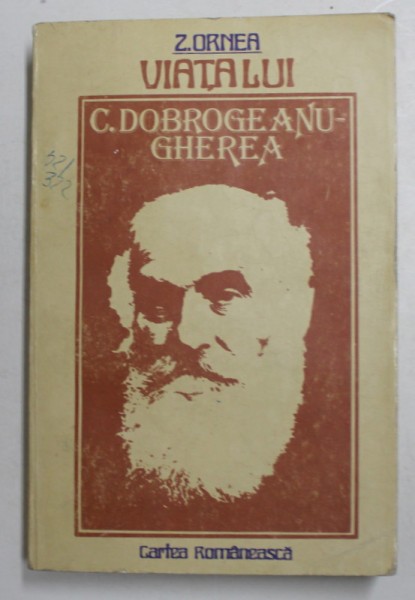 Z. ORNEA
VIAȚA LUI
C. DOBROGEANU-
GHEREA
Cartea Românească